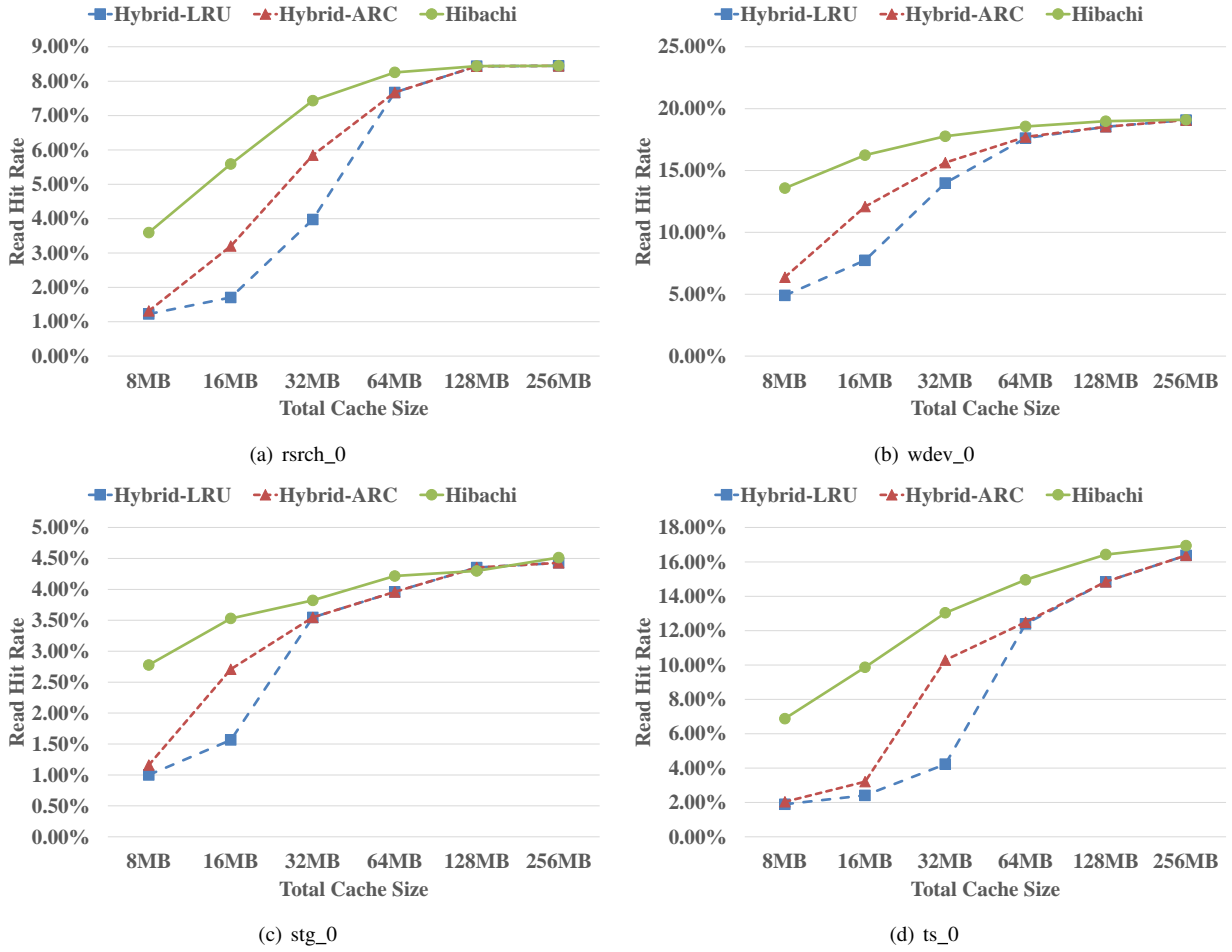 Hybrid-LRU Hybrid-ARC Hibachi
9.00%
8.00%
7.00%
6.00%
5.00%
4.00%
3.00%
2.00%
1.00%
0.00%
Read Hit Rate
8MB 16MB 32MB 64MB 128MB 256MB
Total Cache Size
(a) rsrch_0
Hybrid-LRU Hybrid-ARC Hibachi
25.00%
20.00%
15.00%
10.00%
5.00%
0.00%
Read Hit Rate
8MB 16MB 32MB 64MB 128MB 256MB
Total Cache Size
(b) wdev_0
Hybrid-LRU Hybrid-ARC Hibachi
5.00%
4.50%
4.00%
3.50%
3.00%
2.50%
2.00%
1.50%
1.00%
0.50%
0.00%
Read Hit Rate
8MB 16MB 32MB 64MB 128MB 256MB
Total Cache Size
(c) stg_0
Hybrid-LRU Hybrid-ARC Hibachi
18.00%
16.00%
14.00%
12.00%
10.00%
8.00%
6.00%
4.00%
2.00%
0.00%
Read Hit Rate
8MB 16MB 32MB 64MB 128MB 256MB
Total Cache Size
(d) ts_0